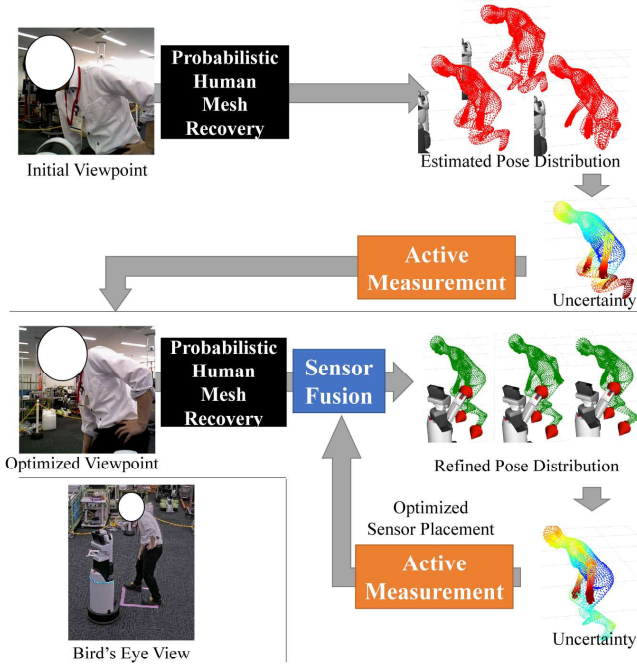 Probabilistic
Human
Mesh
Recovery
Initial Viewpoint
Estimated Pose Distribution
Active
Measurement
Uncertainty
Probabilistic
Human
Mesh
Recovery
Sensor
Fusion
Optimized Viewpoint
Refined Pose Distribution
Optimized
Sensor Placement
Active
Measurement
Bird's Eye View
Uncertainty